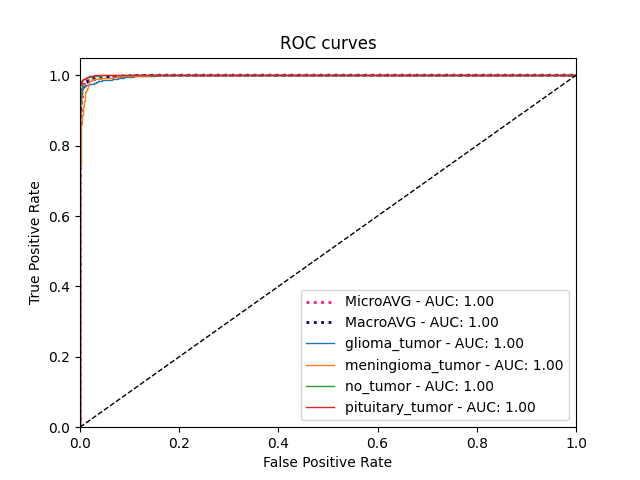 ROC curves
1.0
0.8
0.6
0.4
0.2
0.0
True Positive Rate
MicroAVG - AUC: 1.00
MacroAVG - AUC: 1.00
glioma_tumor - AUC: 1.00
meningioma_tumor - AUC: 1.00
no_tumor - AUC: 1.00
pituitary_tumor - AUC: 1.00
0.0 0.2 0.4 0.6 0.8 1.0
False Positive Rate